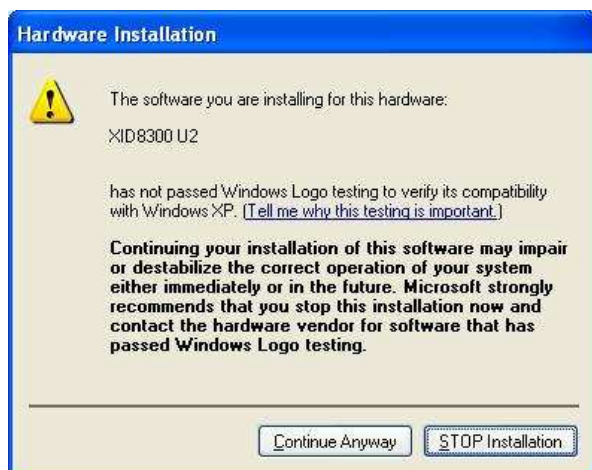 Hardware Installation
The software you are installing for this hardware:
XID8300 U2
has not passed Windows Logo testing to verify its compatibility
with Windows XP. (Tell me why this testing is important.)
Continuing your installation of this software may impair
or destabilize the correct operation of your system
either immediately or in the future. Microsoft strongly
recommends that you stop this installation now and
contact the hardware vendor for software that has
passed Windows Logo testing.
Continue Anyway
STOP Installation